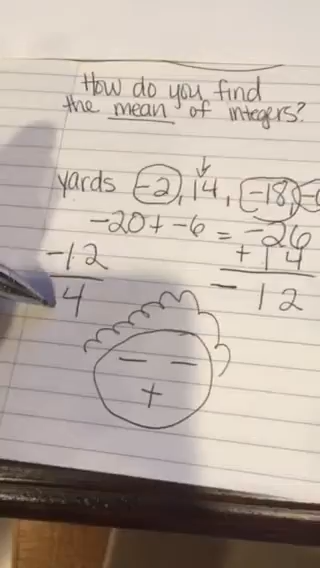 How do you find
the mean of integers?
yards -2, 14, -18,
-20 + -6 = -26
+ 14
-12
-12
4
- -
+